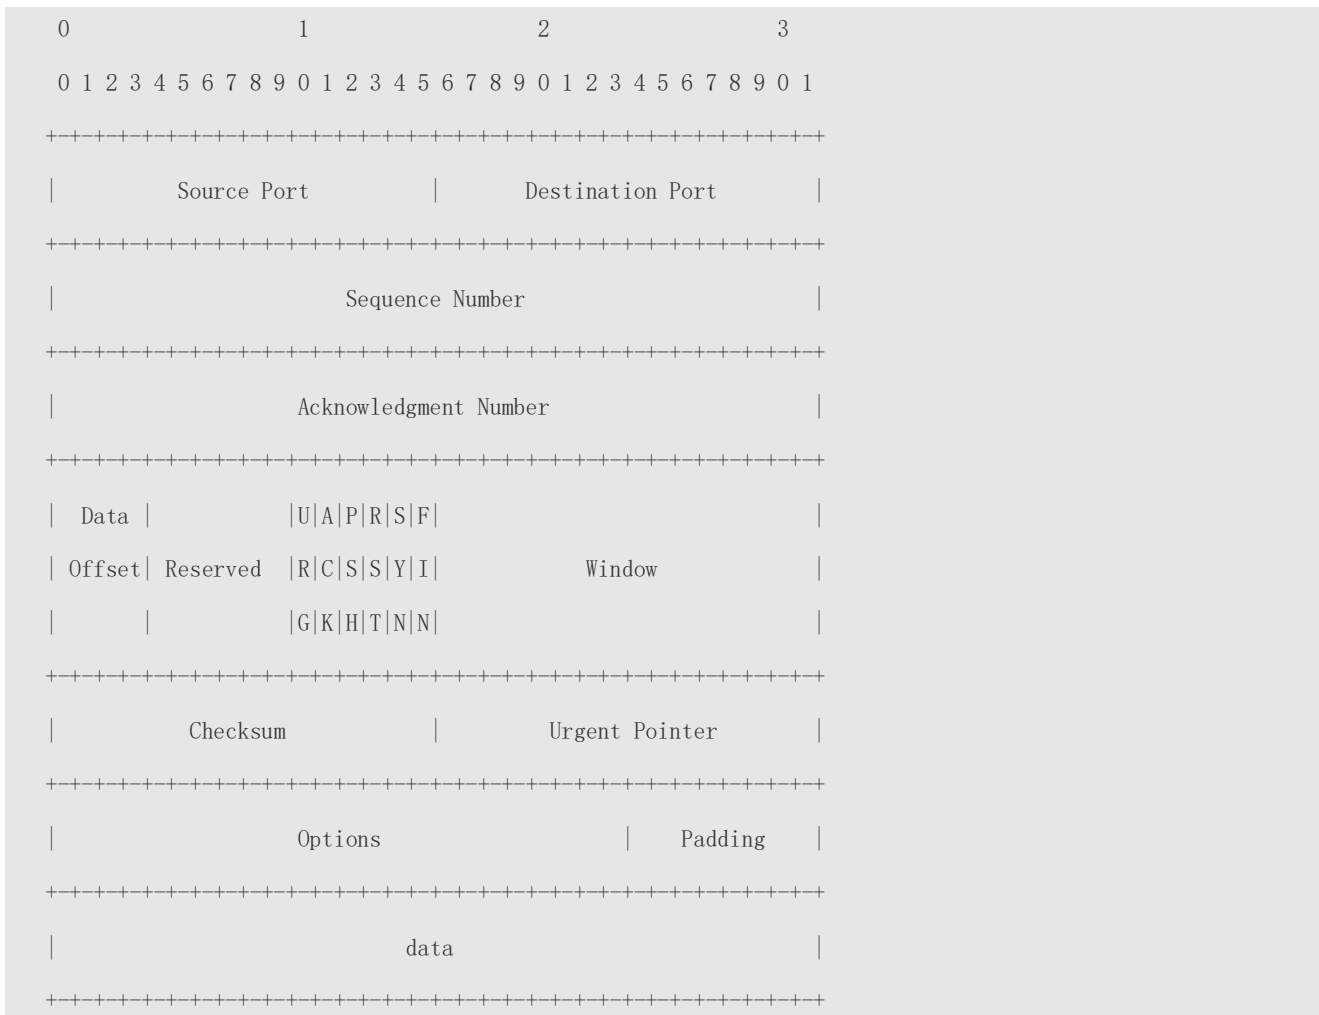 0                   1                   2                   3
0 1 2 3 4 5 6 7 8 9 0 1 2 3 4 5 6 7 8 9 0 1 2 3 4 5 6 7 8 9 0 1
+-+-+-+-+-+-+-+-+-+-+-+-+-+-+-+-+-+-+-+-+-+-+-+-+-+-+-+-+-+-+-+-+
|          Source Port          |       Destination Port        |
+-+-+-+-+-+-+-+-+-+-+-+-+-+-+-+-+-+-+-+-+-+-+-+-+-+-+-+-+-+-+-+-+
|                        Sequence Number                        |
+-+-+-+-+-+-+-+-+-+-+-+-+-+-+-+-+-+-+-+-+-+-+-+-+-+-+-+-+-+-+-+-+
|                    Acknowledgment Number                      |
+-+-+-+-+-+-+-+-+-+-+-+-+-+-+-+-+-+-+-+-+-+-+-+-+-+-+-+-+-+-+-+-+
|  Data |           |U|A|P|R|S|F|                               |
| Offset| Reserved  |R|C|S|S|Y|I|            Window             |
|       |           |G|K|H|T|N|N|                               |
+-+-+-+-+-+-+-+-+-+-+-+-+-+-+-+-+-+-+-+-+-+-+-+-+-+-+-+-+-+-+-+-+
|           Checksum            |         Urgent Pointer        |
+-+-+-+-+-+-+-+-+-+-+-+-+-+-+-+-+-+-+-+-+-+-+-+-+-+-+-+-+-+-+-+-+
|                    Options                    |    Padding    |
+-+-+-+-+-+-+-+-+-+-+-+-+-+-+-+-+-+-+-+-+-+-+-+-+-+-+-+-+-+-+-+-+
|                             data                              |
+-+-+-+-+-+-+-+-+-+-+-+-+-+-+-+-+-+-+-+-+-+-+-+-+-+-+-+-+-+-+-+-+